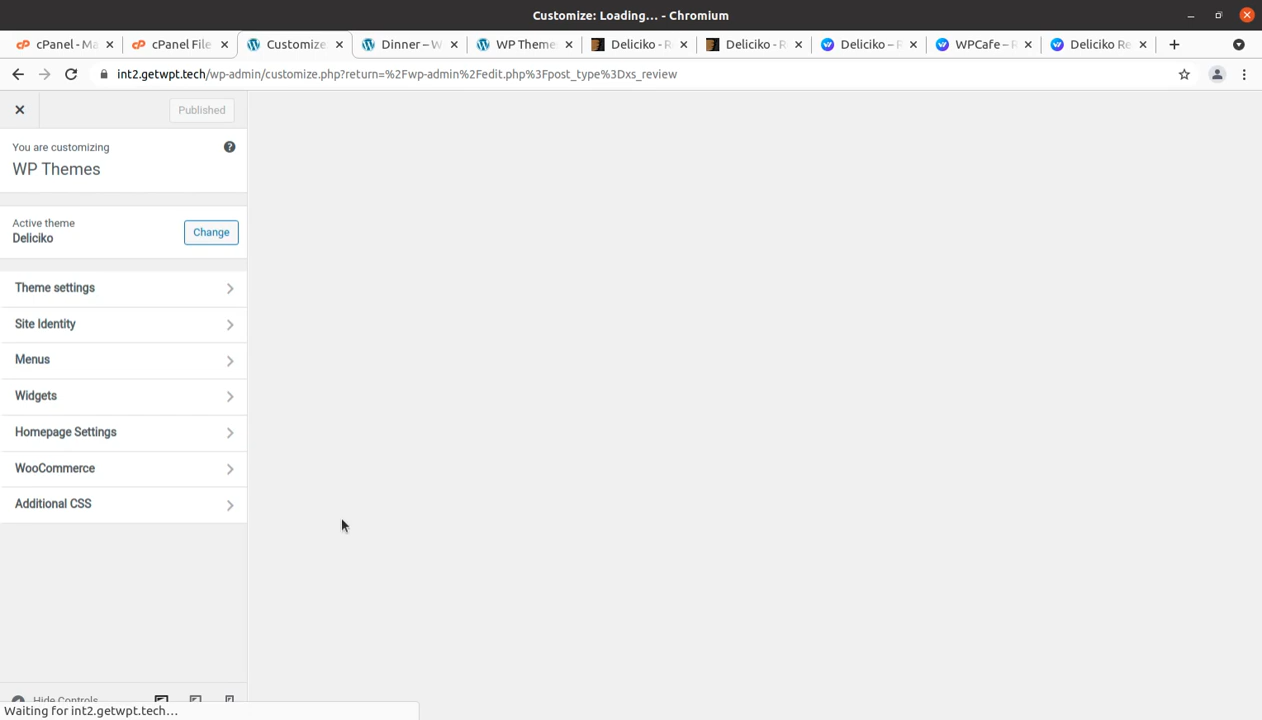 Customize: Loading… - Chromium
cPanel - Ma
cPanel File
Customize
Dinner – W
WP Theme
Deliciko - R
Deliciko - R
Deliciko – R
WPCafe – F
Deliciko Re
int2.getwpt.tech/wp-admin/customize.php?return=%2Fwp-admin%2Fedit.php%3Fpost_type%3Dxs_review
Published
You are customizing
WP Themes
Active theme
Deliciko
Change
Theme settings
Site Identity
Menus
Widgets
Homepage Settings
WooCommerce
Additional CSS
Hide Controls
Waiting for int2.getwpt.tech…